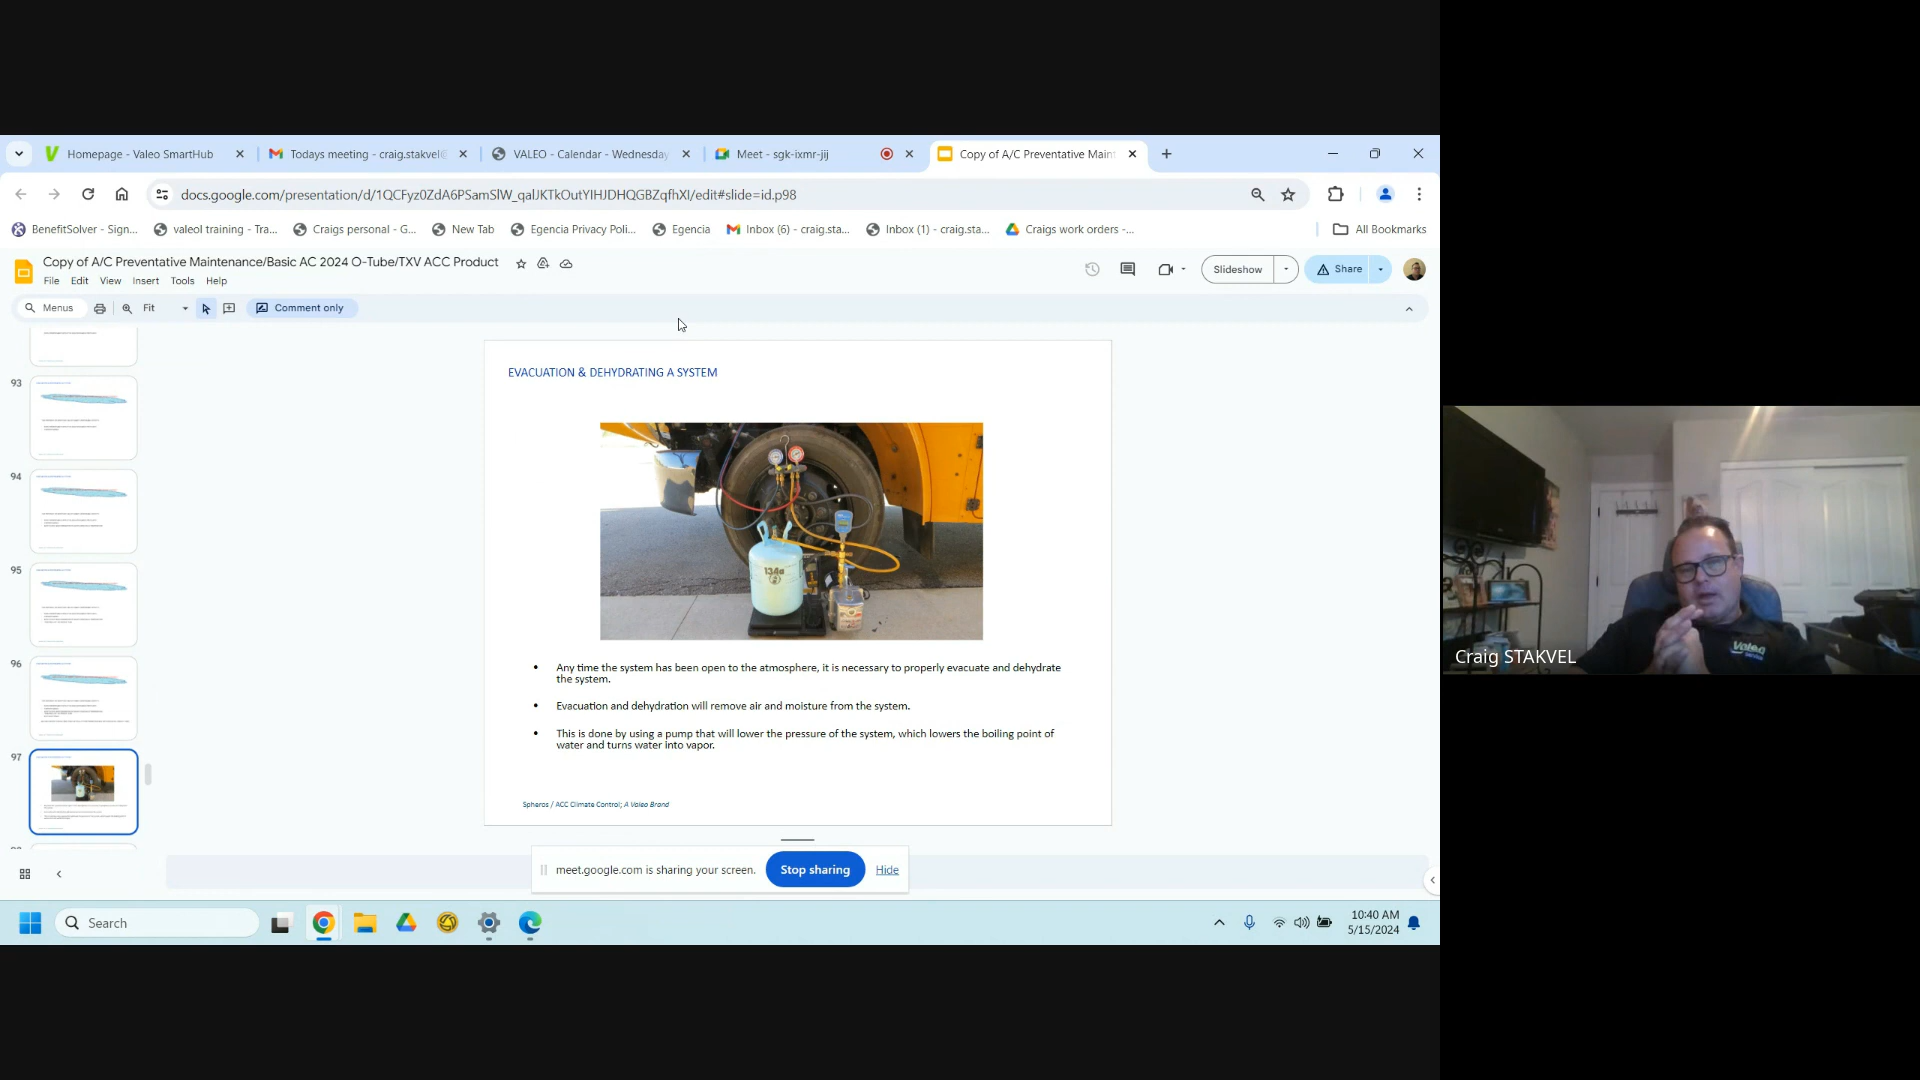 Homepage - Valeo SmartHub
Todays meeting - craig.stakvel@
VALEO - Calendar - Wednesday
Meet - sgk-ixmr-jij
Copy of A/C Preventative Main
docs.google.com/presentation/d/1QCFyz0ZdA6PSamSlW_qalJKTkOutYIHJDHQGBZqfhXI/edit#slide=id.p98
BenefitSolver - Sign...
valeol training - Tra...
Craigs personal - G...
New Tab
Egencia Privacy Poli...
Egencia
Inbox (6) - craig.sta...
Inbox (1) - craig.sta...
Craigs work orders -...
All Bookmarks
Copy of A/C Preventative Maintenance/Basic AC 2024 O-Tube/TXV ACC Product
File Edit View Insert Tools Help
Slideshow
Share
Menus
Fit
Comment only
93
94
95
96
97
EVACUATION & DEHYDRATING A SYSTEM
134a
• Any time the system has been open to the atmosphere, it is necessary to properly evacuate and dehydrate
the system.
• Evacuation and dehydration will remove air and moisture from the system.
• This is done by using a pump that will lower the pressure of the system, which lowers the boiling point of
water and turns water into vapor.
Spheros / ACC Climate Control; A Valeo Brand
meet.google.com is sharing your screen.
Stop sharing
Hide
Search
10:40 AM
5/15/2024
Valeo
Craig STAKVEL